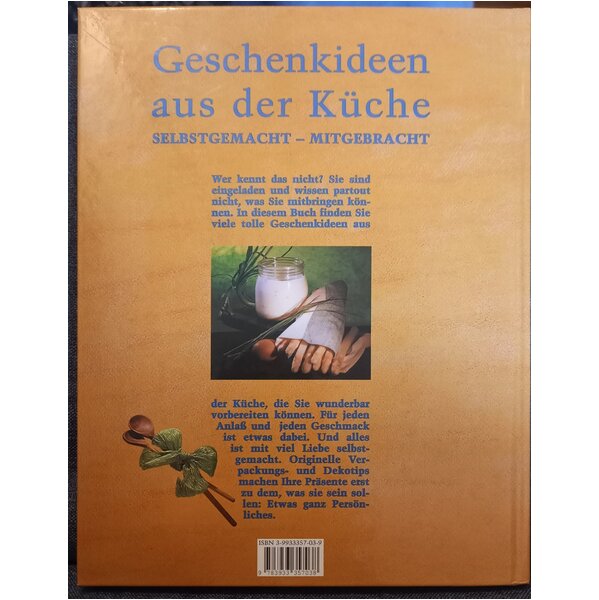 Geschenkideen
aus der Küche
SELBSTGEMACHT – MITGEBRACHT
Wer kennt das nicht? Sie sind
eingeladen und wissen partout
nicht, was Sie mitbringen kön-
nen. In diesem Buch finden Sie
viele tolle Geschenkideen aus
der Küche, die Sie wunderbar
vorbereiten können. Für jeden
Anlaß und jeden Geschmack
ist etwas dabei. Und alles
ist mit viel Liebe selbst-
gemacht. Originelle Ver-
packungs- und Dekotips
machen Ihre Präsente erst
zu dem, was sie sein sol-
len: Etwas ganz Persön-
liches.
ISBN 3-9933357-03-9
9 783933 357038